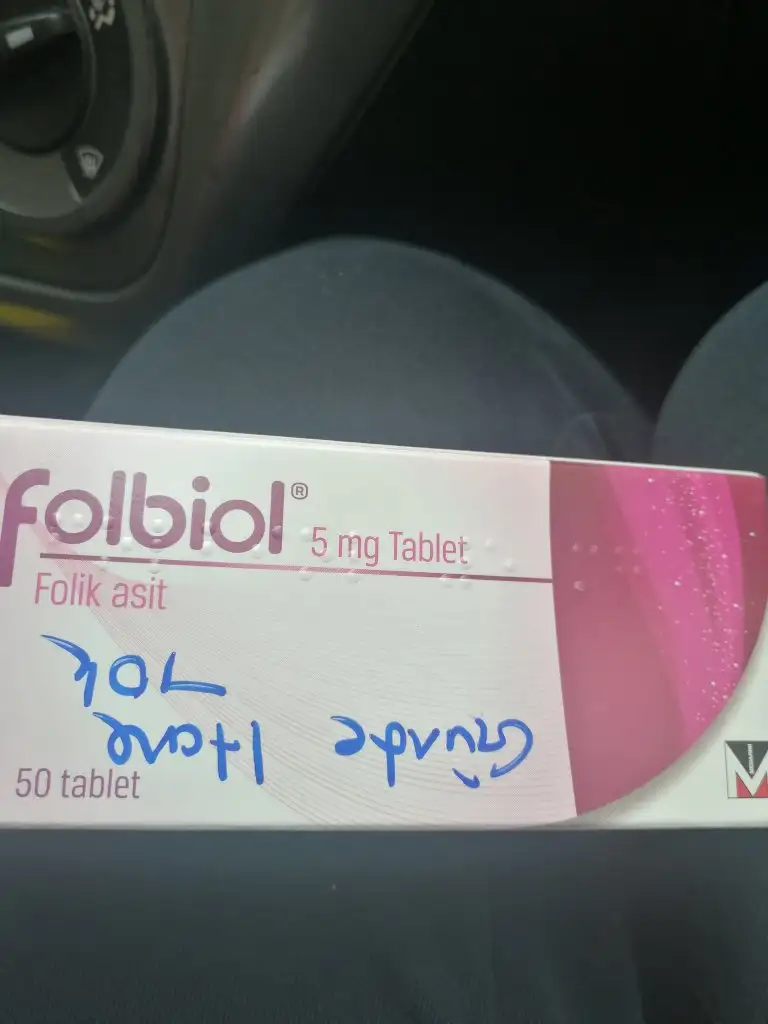 folbiol® 5 mg Tablet
Folik asit
Günde 1 tane
TOK
50 tablet